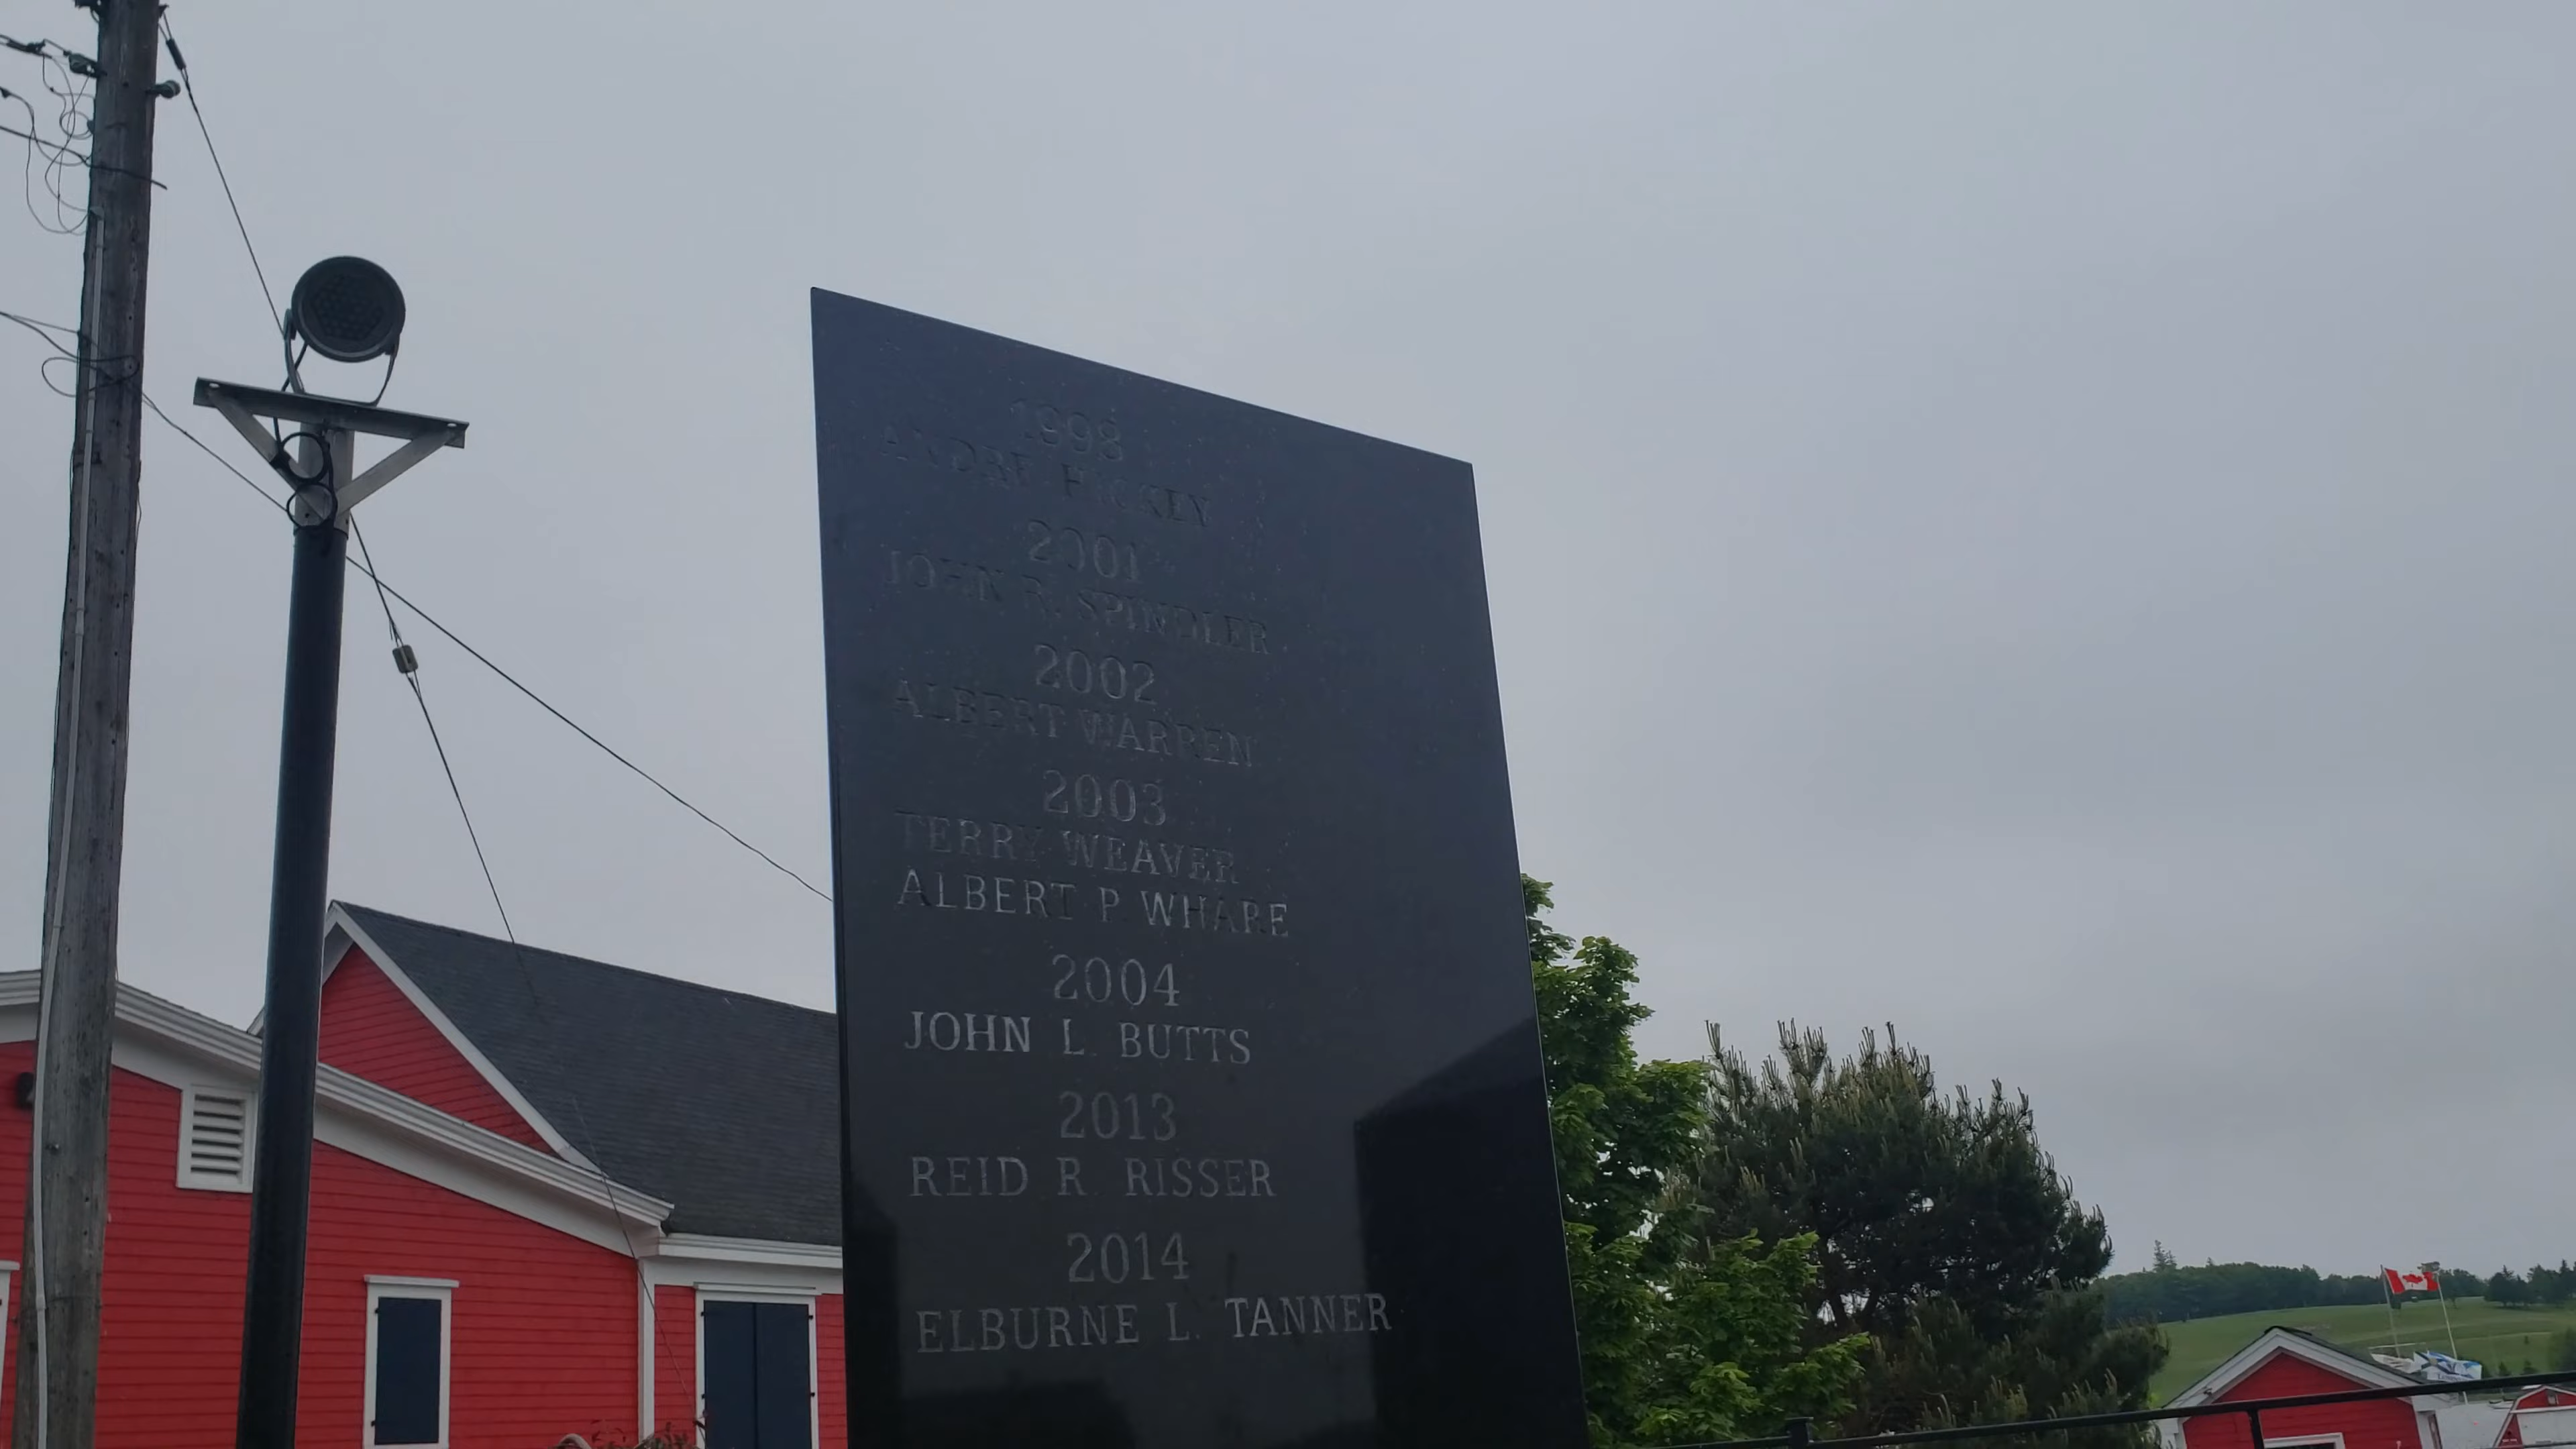 1998
ANDRE HICKEY
2001
JOHN R. SPINDLER
2002
ALBERT WARREN
2003
TERRY WEAVER
ALBERT P. WHARE
2004
JOHN L. BUTTS
2013
REID R. RISSER
2014
ELBURNE L. TANNER